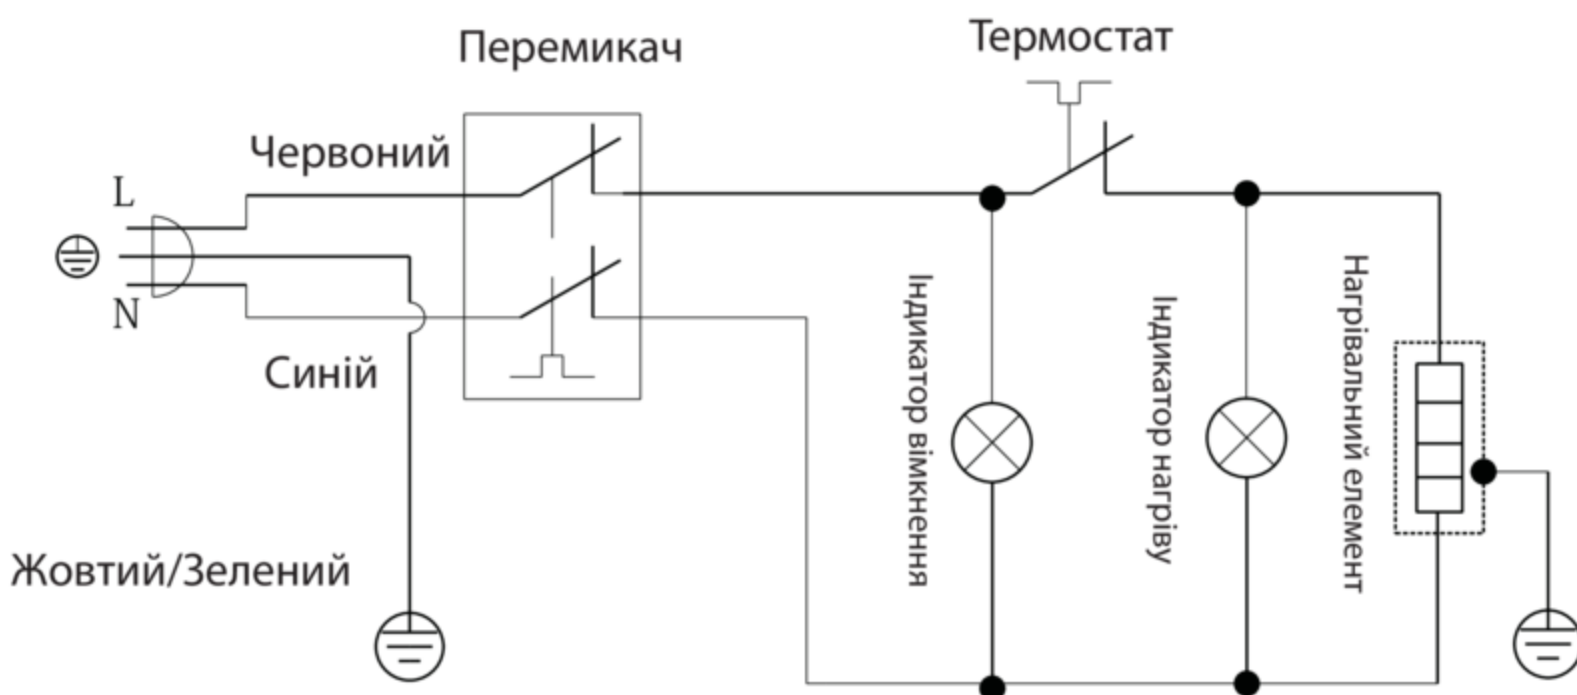 Перемикач
Термостат
Червоний
L
N
Синій
Жовтий/Зелений
Індикатор вімкнення
Індикатор нагріву
Нагрівальний елемент